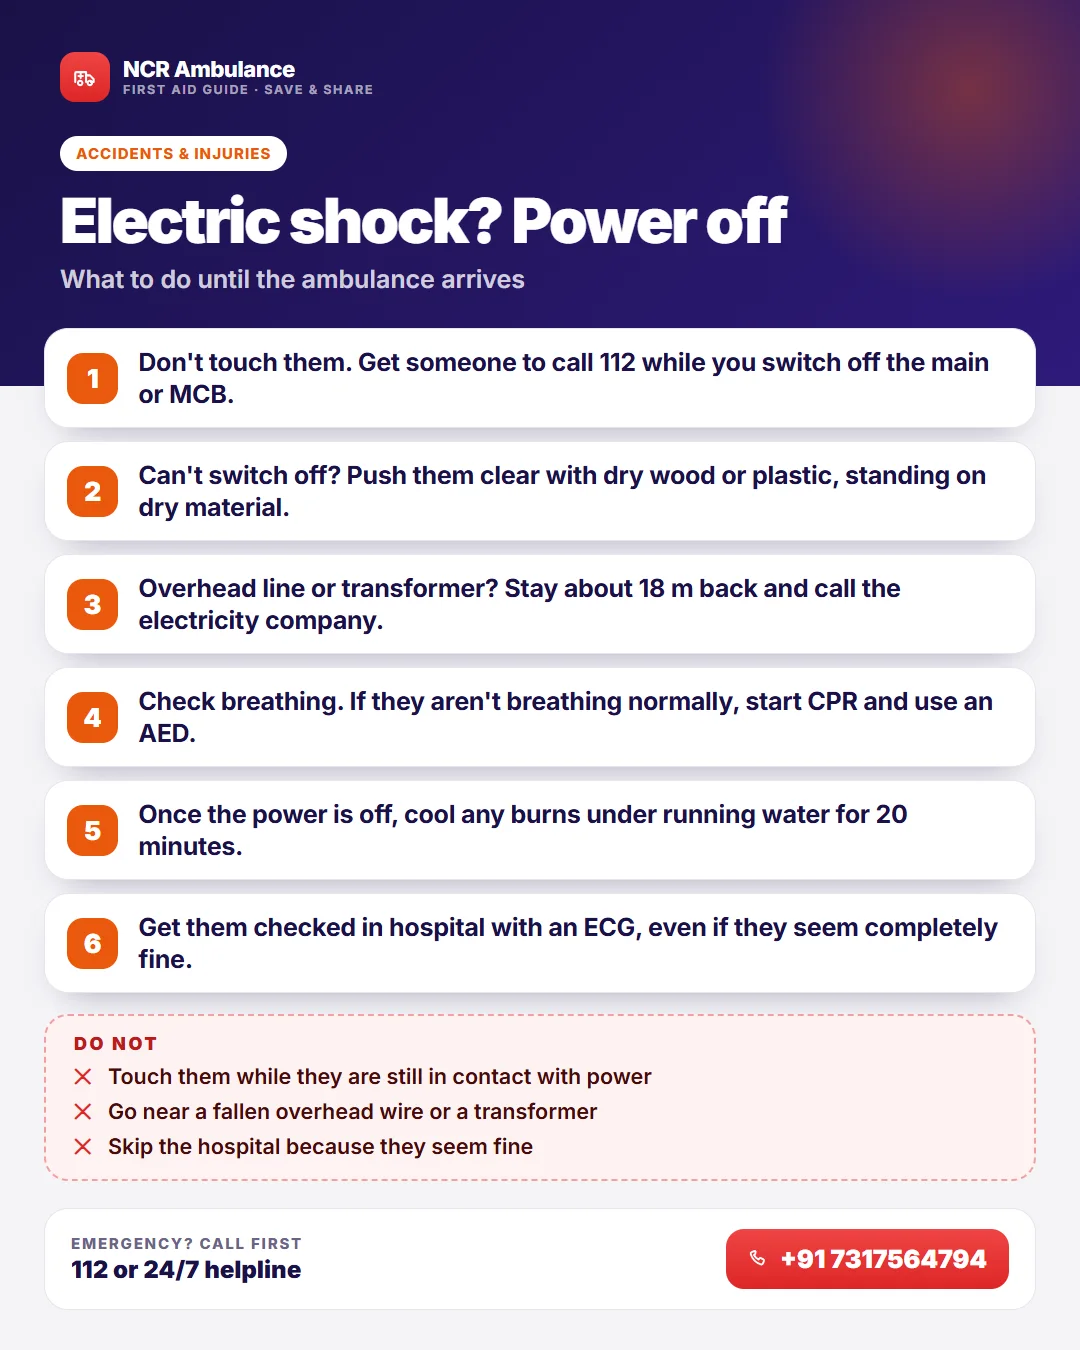 NCR Ambulance
FIRST AID GUIDE · SAVE & SHARE
ACCIDENTS & INJURIES
Electric shock? Power off
What to do until the ambulance arrives
1
Don't touch them. Get someone to call 112 while you switch off the main
or MCB.
2
Can't switch off? Push them clear with dry wood or plastic, standing on
dry material.
3
Overhead line or transformer? Stay about 18 m back and call the
electricity company.
4
Check breathing. If they aren't breathing normally, start CPR and use an
AED.
5
Once the power is off, cool any burns under running water for 20
minutes.
6
Get them checked in hospital with an ECG, even if they seem completely
fine.
DO NOT
Touch them while they are still in contact with power
Go near a fallen overhead wire or a transformer
Skip the hospital because they seem fine
EMERGENCY? CALL FIRST
112 or 24/7 helpline
+91 7317564794